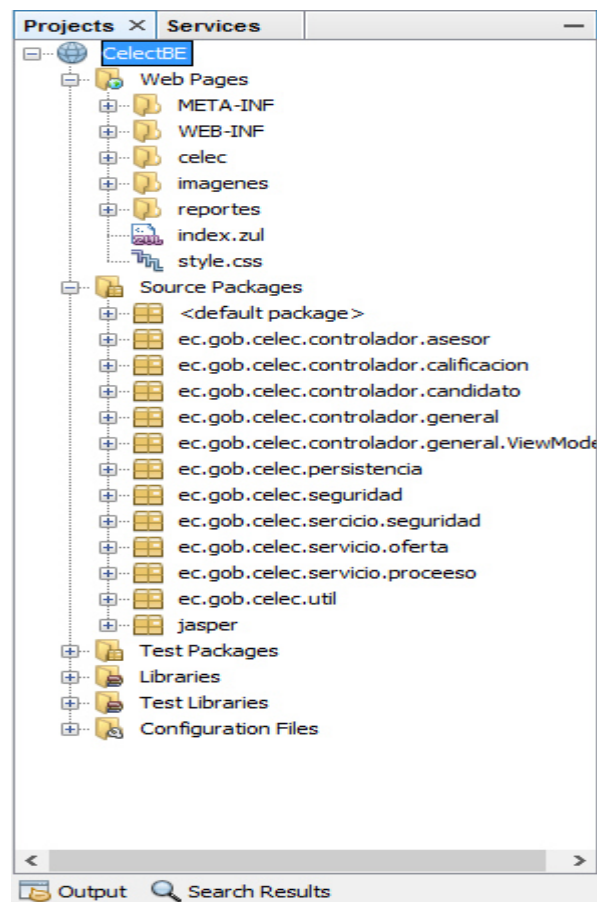 Projects × Services
CelectBE
Web Pages
META-INF
WEB-INF
celec
imagenes
reportes
index.zul
style.css
Source Packages
<default package>
ec.gob.celec.controlador.asesor
ec.gob.celec.controlador.calificacion
ec.gob.celec.controlador.candidato
ec.gob.celec.controlador.general
ec.gob.celec.controlador.general.ViewMode
ec.gob.celec.persistencia
ec.gob.celec.seguridad
ec.gob.celec.sercicio.seguridad
ec.gob.celec.servicio.oferta
ec.gob.celec.servicio.proceeso
ec.gob.celec.util
jasper
Test Packages
Libraries
Test Libraries
Configuration Files
Output Search Results